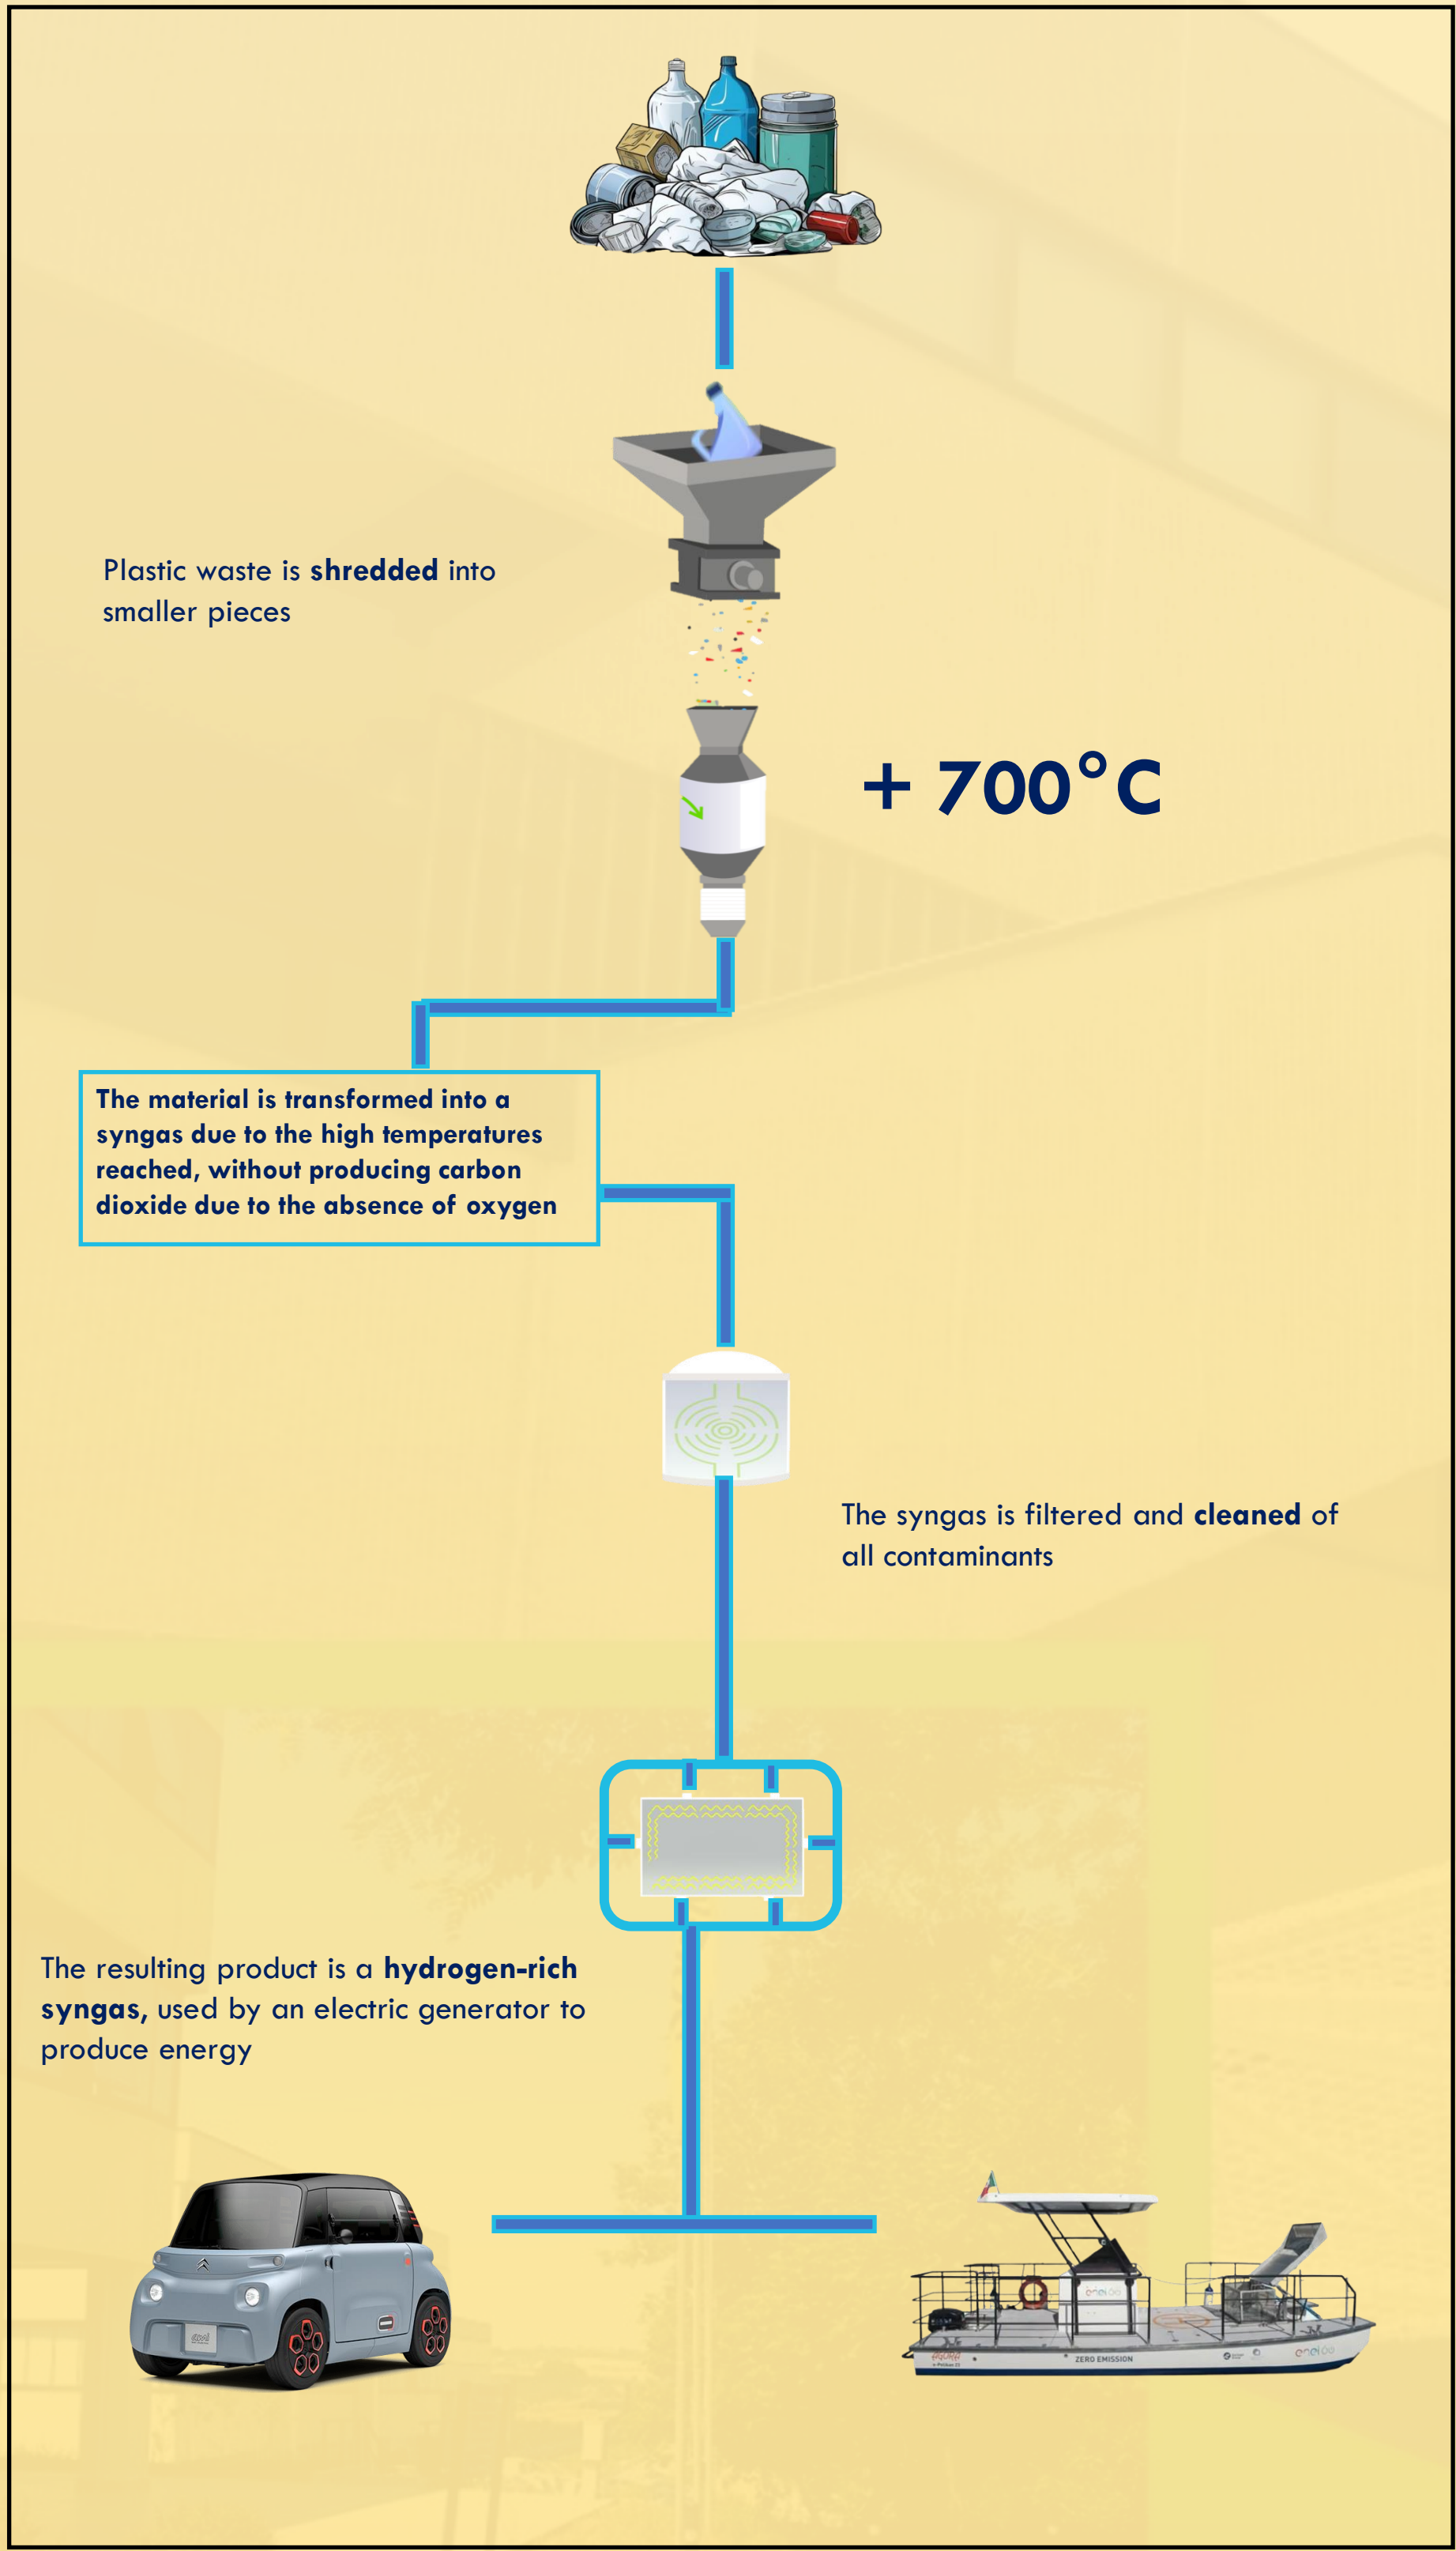 Plastic waste is shredded into
smaller pieces
+ 700°C
The material is transformed into a
syngas due to the high temperatures
reached, without producing carbon
dioxide due to the absence of oxygen
The syngas is filtered and cleaned of
all contaminants
The resulting product is a hydrogen-rich
syngas, used by an electric generator to
produce energy
ZERO EMISSION